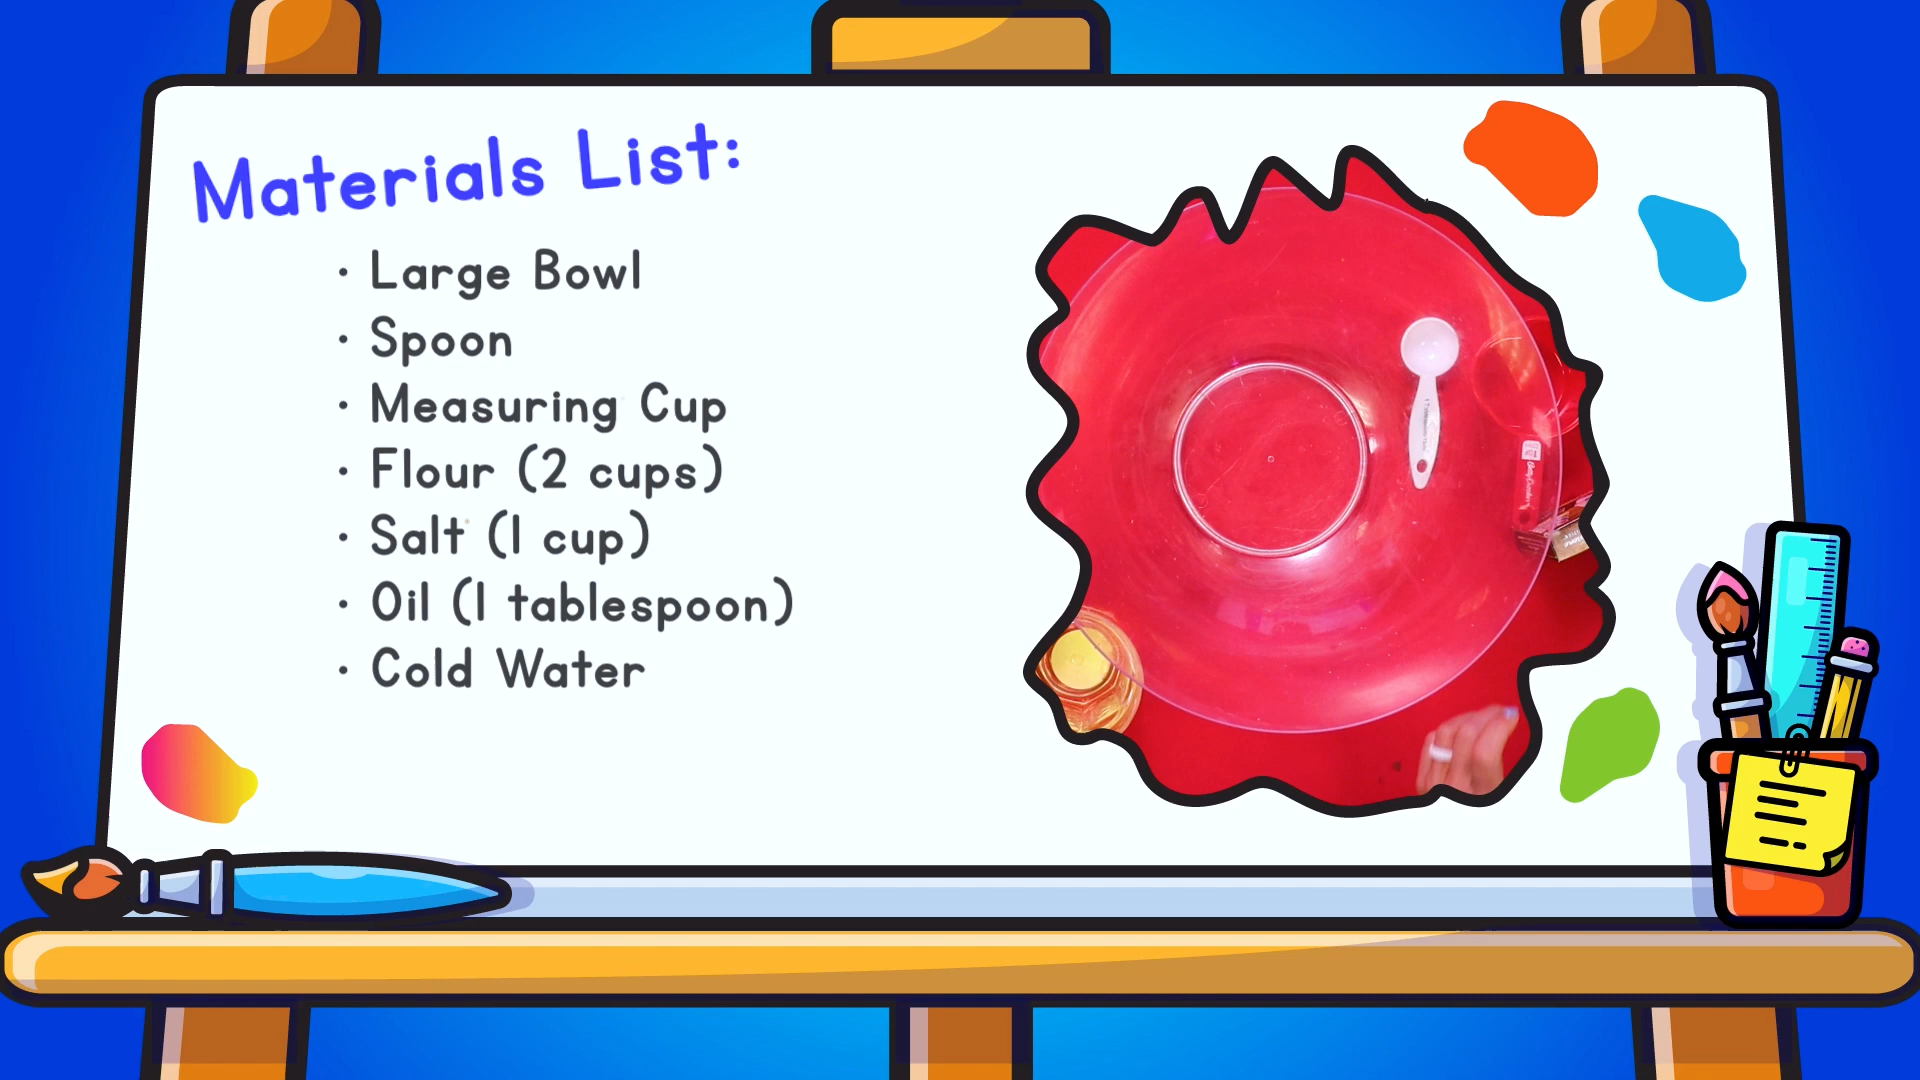 Materials List:
· Large Bowl
· Spoon
· Measuring Cup
· Flour (2 cups)
· Salt (1 cup)
· Oil (1 tablespoon)
· Cold Water